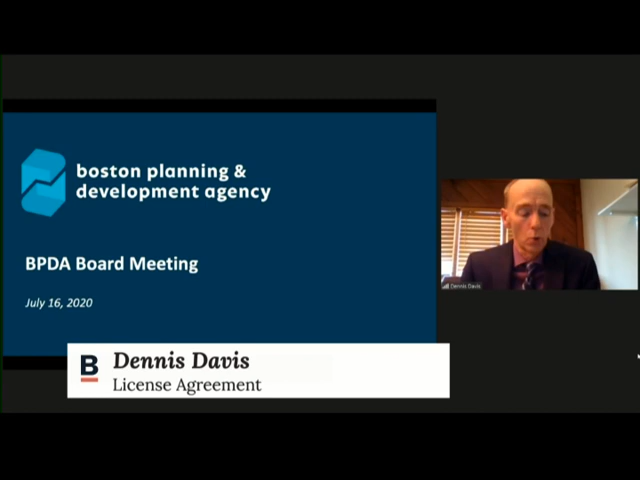 boston planning &
development agency
BPDA Board Meeting
July 16, 2020
Dennis Davis
B
Dennis Davis
License Agreement